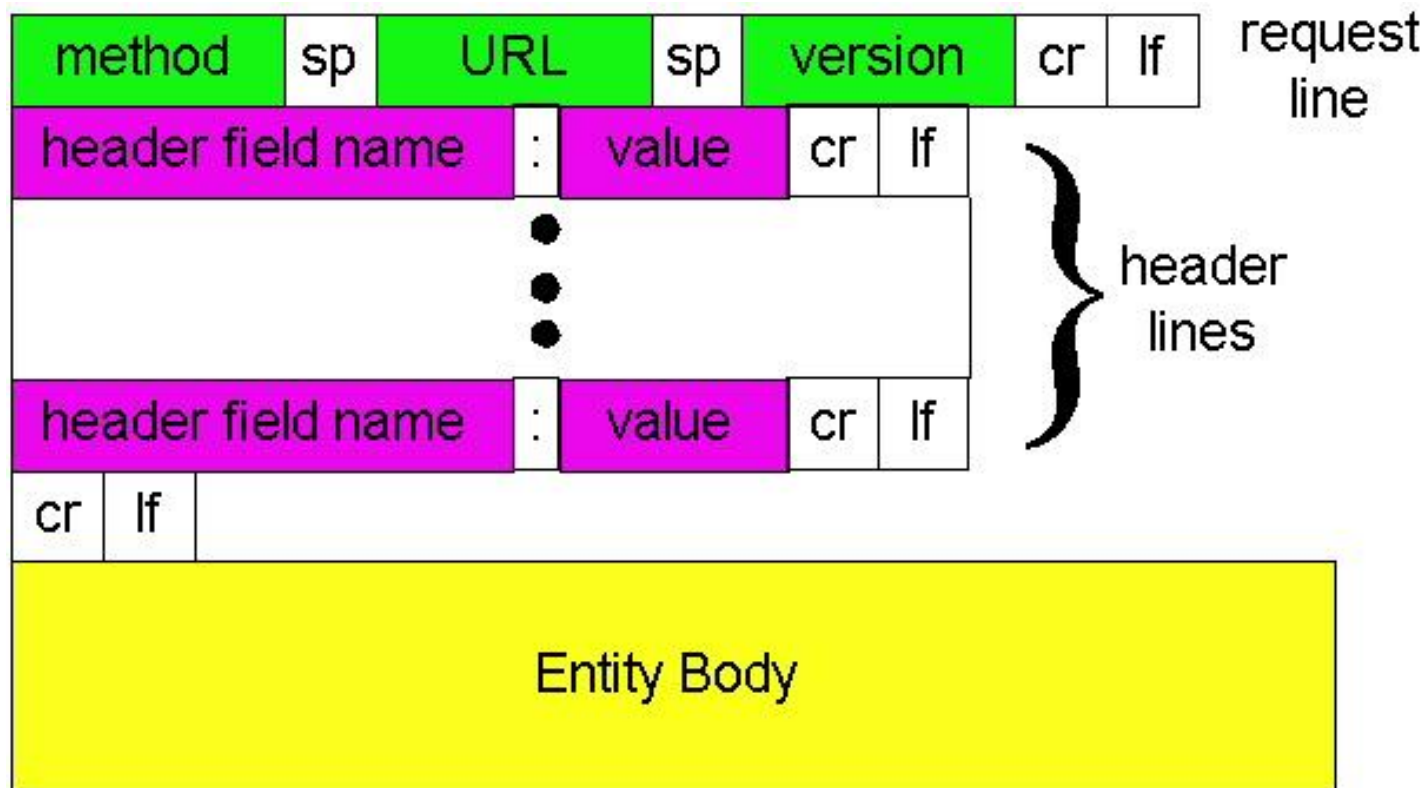 method sp URL sp version cr lf request line
header field name : value cr lf
header lines
header field name : value cr lf
cr lf
Entity Body